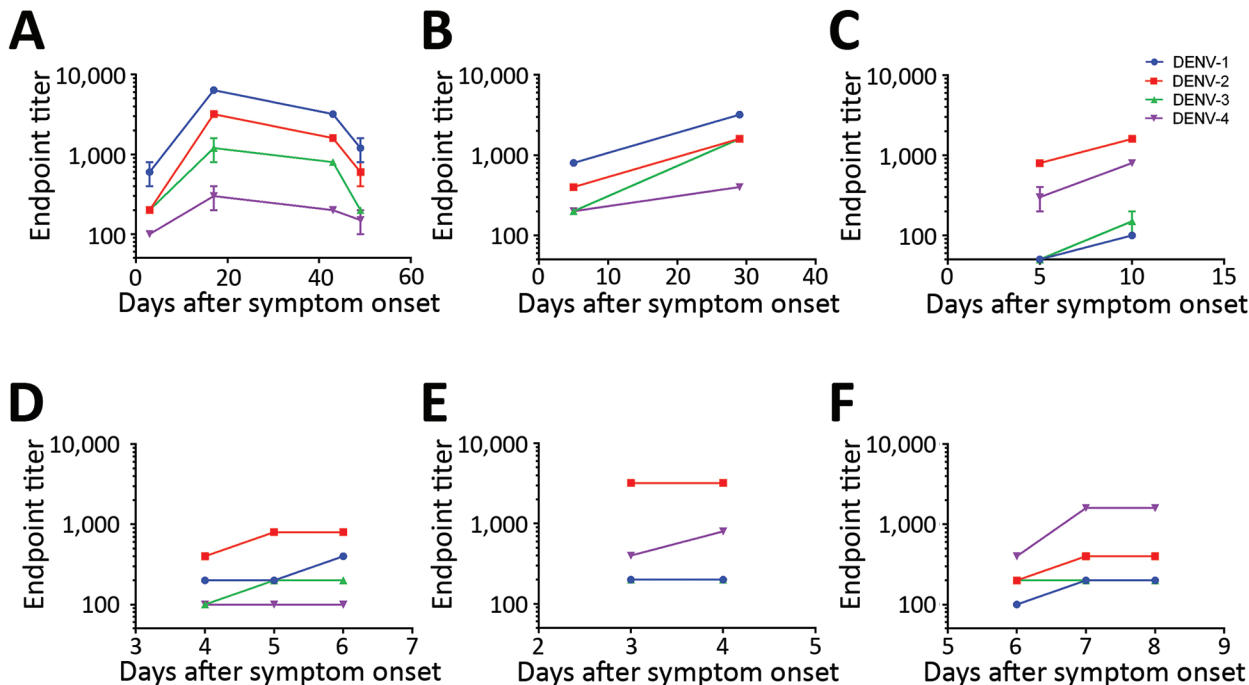 A
B
C
10,000
1,000
100
Endpoint titer
0
20
40
60
Days after symptom onset
10,000
1,000
100
Endpoint titer
0
10
20
30
40
Days after symptom onset
10,000
1,000
100
Endpoint titer
0
5
10
15
Days after symptom onset
DENV-1
DENV-2
DENV-3
DENV-4
D
E
F
10,000
1,000
100
Endpoint titer
3
4
5
6
7
Days after symptom onset
10,000
1,000
100
Endpoint titer
2
3
4
5
Days after symptom onset
10,000
1,000
100
Endpoint titer
5
6
7
8
9
Days after symptom onset